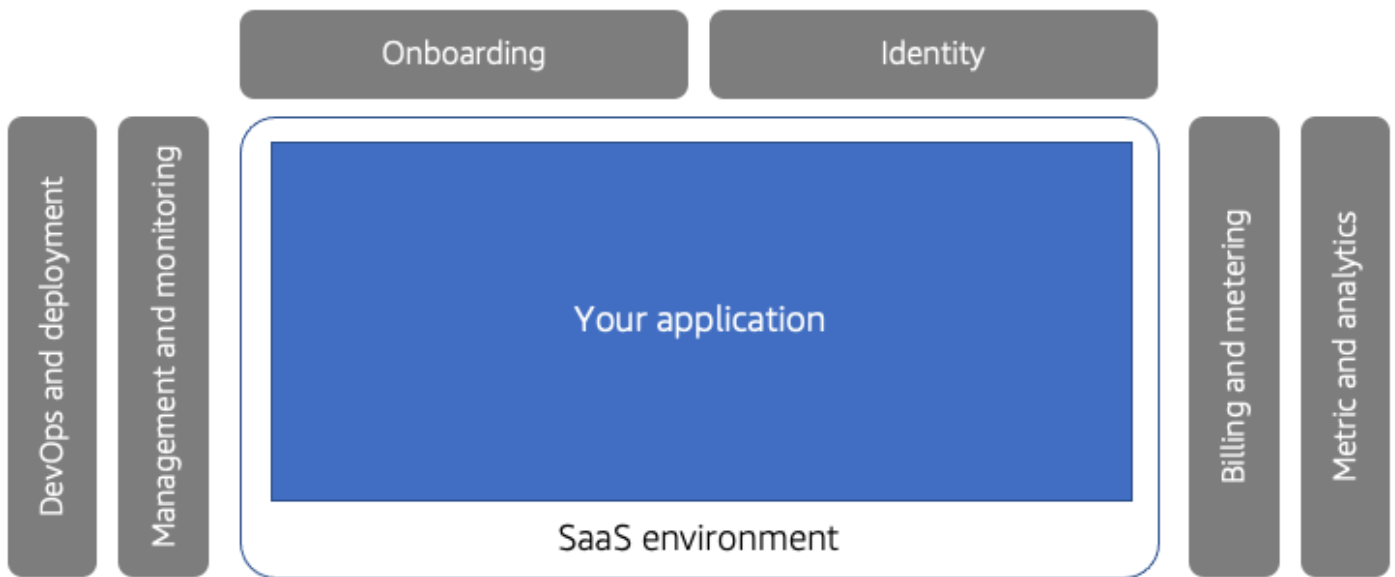 Onboarding
Identity
DevOps and deployment
Management and monitoring
Your application
SaaS environment
Billing and metering
Metric and analytics